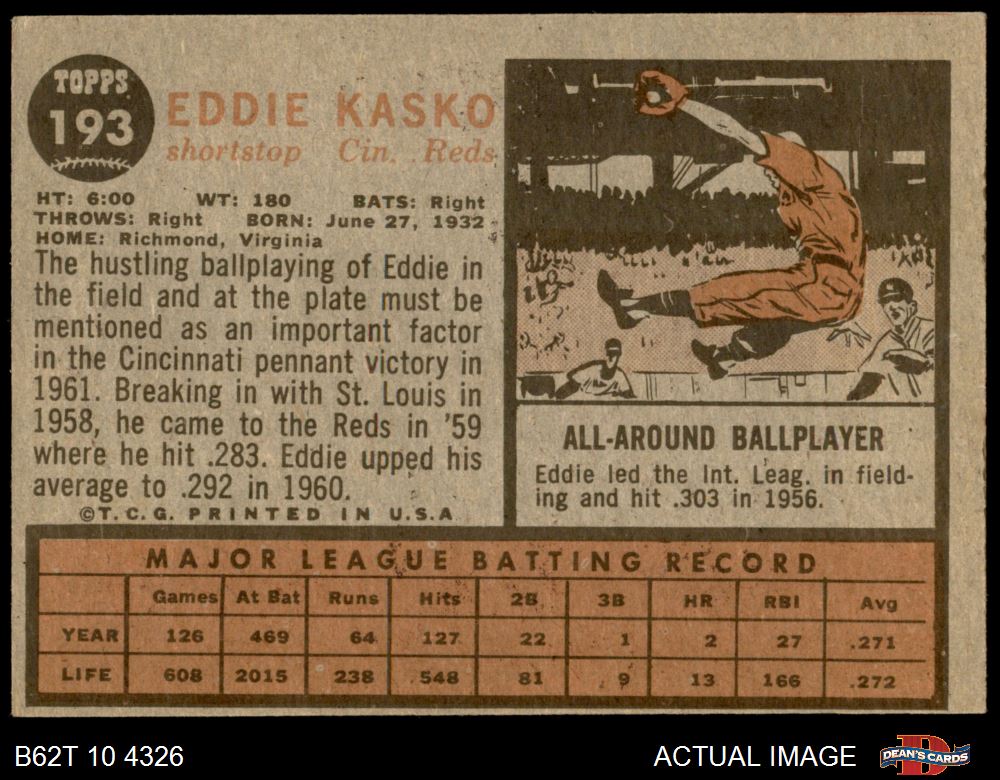 TOPPS
193
EDDIE KASKO
shortstop Cin. Reds
HT: 6:00 WT: 180 BATS: Right
THROWS: Right BORN: June 27, 1932
HOME: Richmond, Virginia
The hustling ballplaying of Eddie in
the field and at the plate must be
mentioned as an important factor
in the Cincinnati pennant victory in
1961. Breaking in with St. Louis in
1958, he came to the Reds in '59
where he hit .283. Eddie upped his
average to .292 in 1960.
©T.C.G. PRINTED IN U.S.A
ALL-AROUND BALLPLAYER
Eddie led the Int. Leag. in field-
ing and hit .303 in 1956.
MAJOR LEAGUE BATTING RECORD
Games At Bat Runs Hits 2B 3B HR RBI Avg
YEAR 126 469 64 127 22 1 2 27 .271
LIFE 608 2015 238 548 81 9 13 166 .272
B62T 10 4326
ACTUAL IMAGE
DEAN'S CARDS